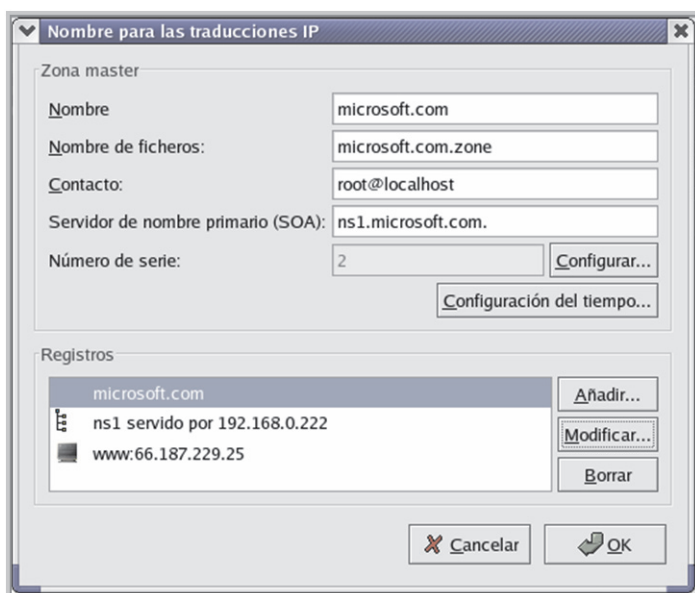 Nombre para las traducciones IP
Zona master
Nombre microsoft.com
Nombre de ficheros: microsoft.com.zone
Contacto: root@localhost
Servidor de nombre primario (SOA): ns1.microsoft.com.
Número de serie: 2 Configurar...
Configuración del tiempo...
Registros
microsoft.com Añadir...
ns1 servido por 192.168.0.222
Modificar...
www:66.187.229.25
Borrar
Cancelar OK